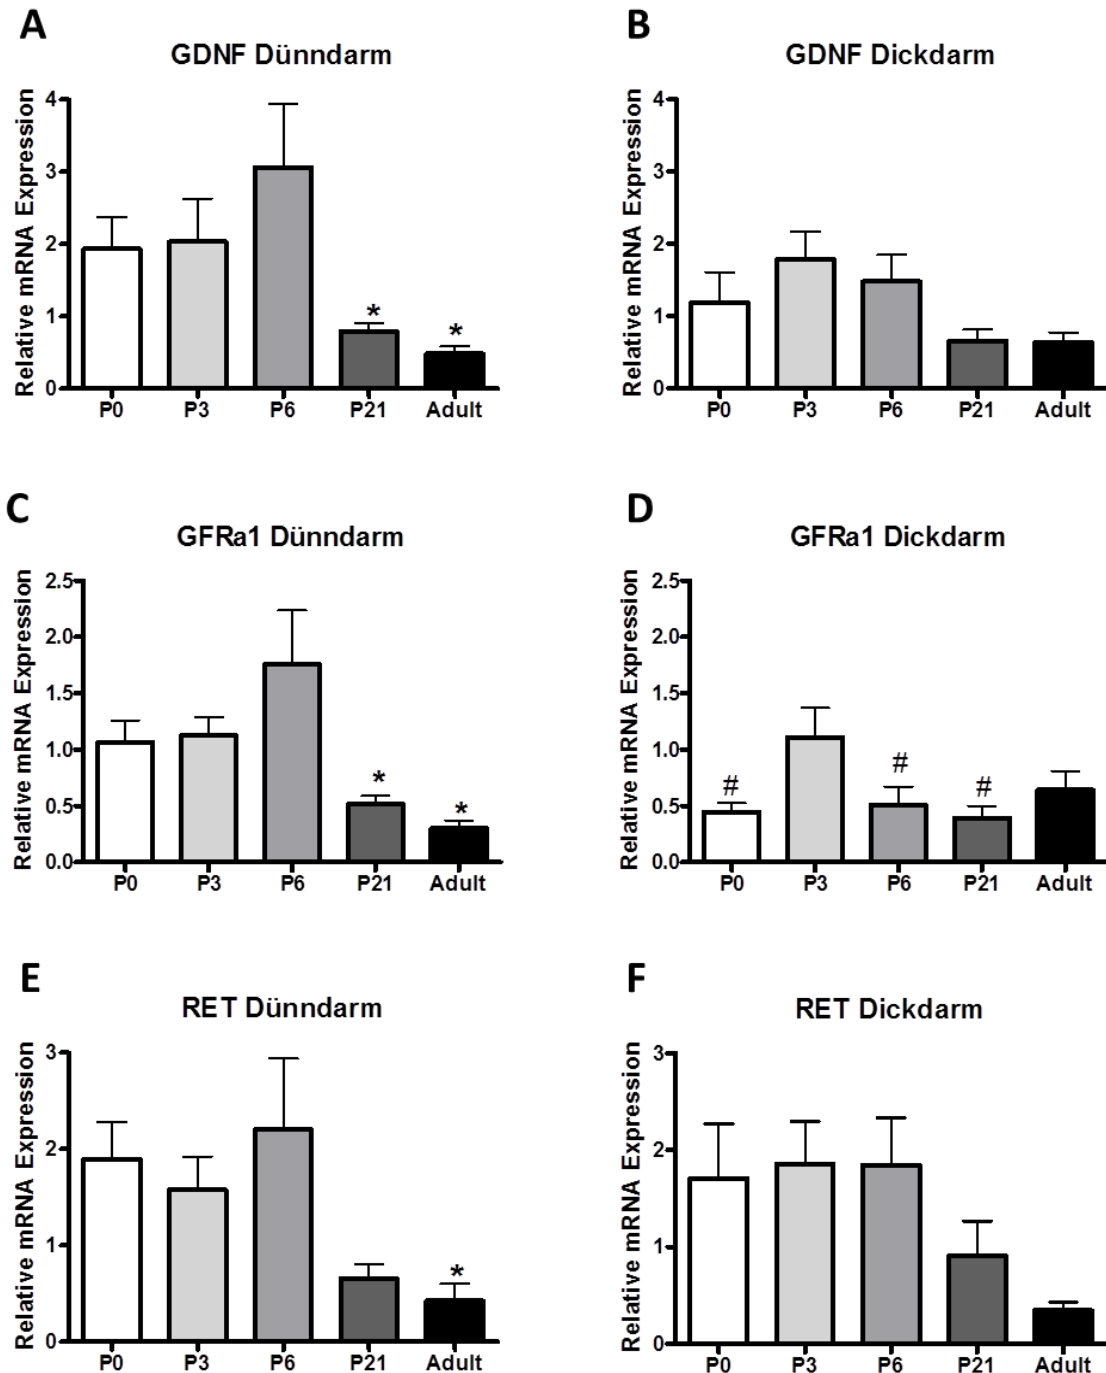 A
GDNF Dünndarm
Relative mRNA Expression
4
3
2
1
0
*
*
P0 P3 P6 P21 Adult
B
GDNF Dickdarm
Relative mRNA Expression
4
3
2
1
0
P0 P3 P6 P21 Adult
C
GFRa1 Dünndarm
Relative mRNA Expression
2.5
2.0
1.5
1.0
0.5
0.0
*
*
P0 P3 P6 P21 Adult
D
GFRa1 Dickdarm
Relative mRNA Expression
2.5
2.0
1.5
1.0
0.5
0.0
# # #
P0 P3 P6 P21 Adult
E
RET Dünndarm
Relative mRNA Expression
3
2
1
0
*
P0 P3 P6 P21 Adult
F
RET Dickdarm
Relative mRNA Expression
3
2
1
0
P0 P3 P6 P21 Adult